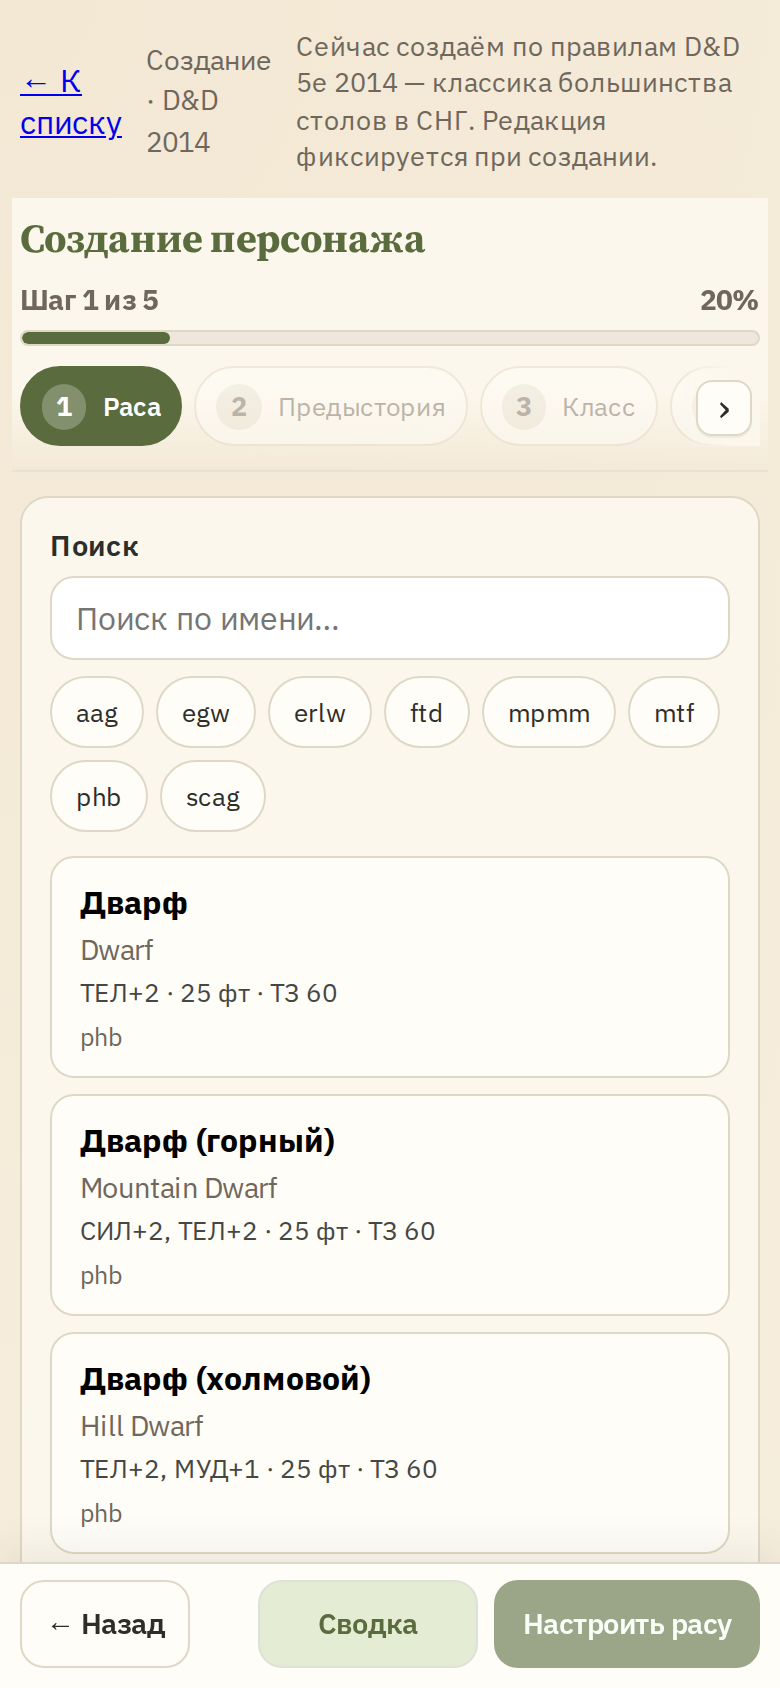 ← К
списку
Создание
· D&D
2014
Сейчас создаём по правилам D&D
5e 2014 — классика большинства
столов в СНГ. Редакция
фиксируется при создании.
Создание персонажа
Шаг 1 из 5
20%
1 Раса
2 Предыстория
3 Класс
›
Поиск
Поиск по имени...
aag
egw
erlw
ftd
mpmm
mtf
phb
scag
Дварф
Dwarf
ТЕЛ+2 · 25 фт · ТЗ 60
phb
Дварф (горный)
Mountain Dwarf
СИЛ+2, ТЕЛ+2 · 25 фт · ТЗ 60
phb
Дварф (холмовой)
Hill Dwarf
ТЕЛ+2, МУД+1 · 25 фт · ТЗ 60
phb
← Назад
Сводка
Настроить расу